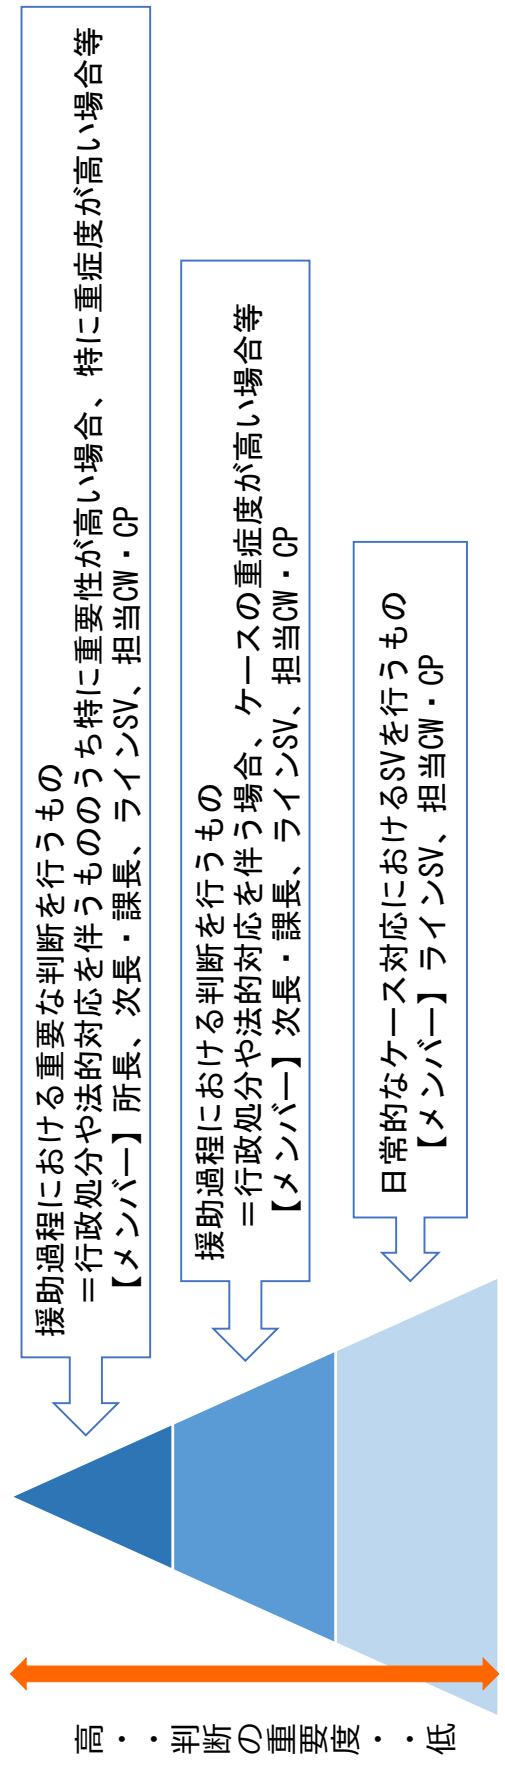 援助過程における重要な判断を行うもの
＝行政処分や法的対応を伴うもののうち特に重要性が高い場合、特に重症度が高い場合等
【メンバー】所長、次長・課長、ラインSV、担当CW・CP
援助過程における判断を行うもの
＝行政処分や法的対応を伴う場合、ケースの重症度が高い場合等
【メンバー】次長・課長、ラインSV、担当CW・CP
日常的なケース対応におけるSVを行うもの
【メンバー】ラインSV、担当CW・CP
高・・判断の重要度・・低